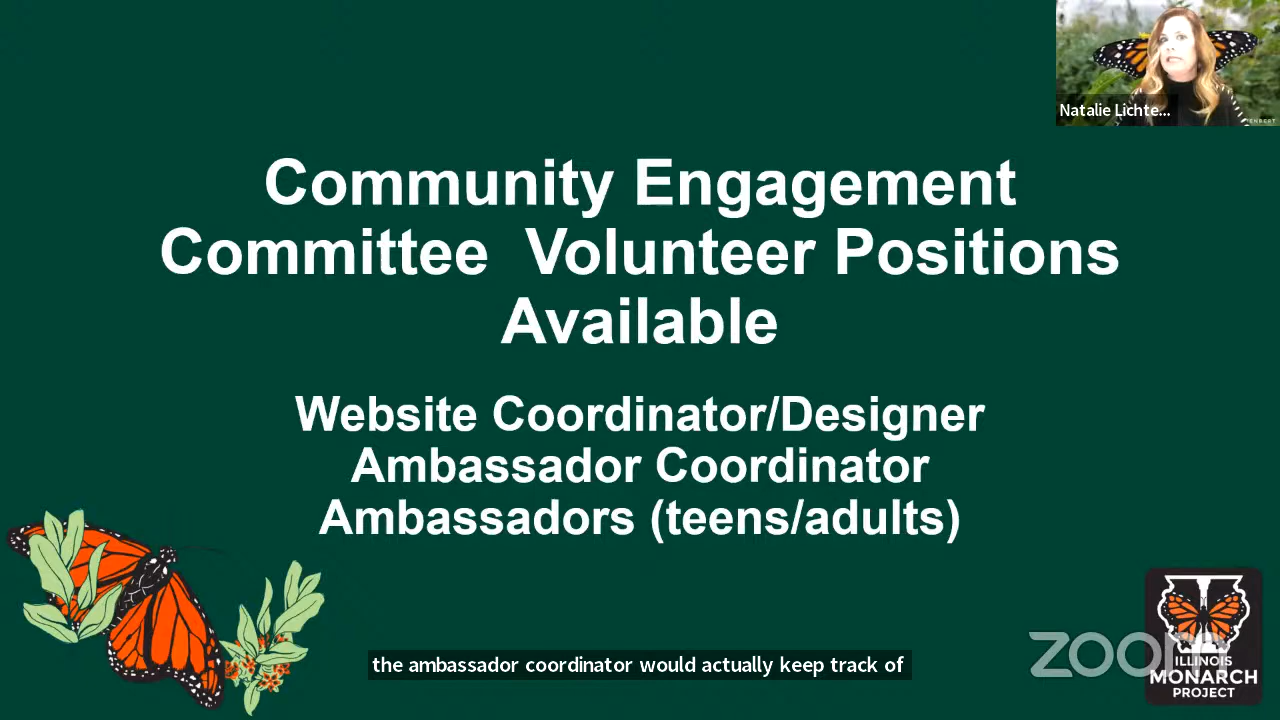 Natalie Lichte...
Community Engagement
Committee Volunteer Positions
Available
Website Coordinator/Designer
Ambassador Coordinator
Ambassadors (teens/adults)
the ambassador coordinator would actually keep track of
zoom
ILLINOIS
MONARCH
PROJECT